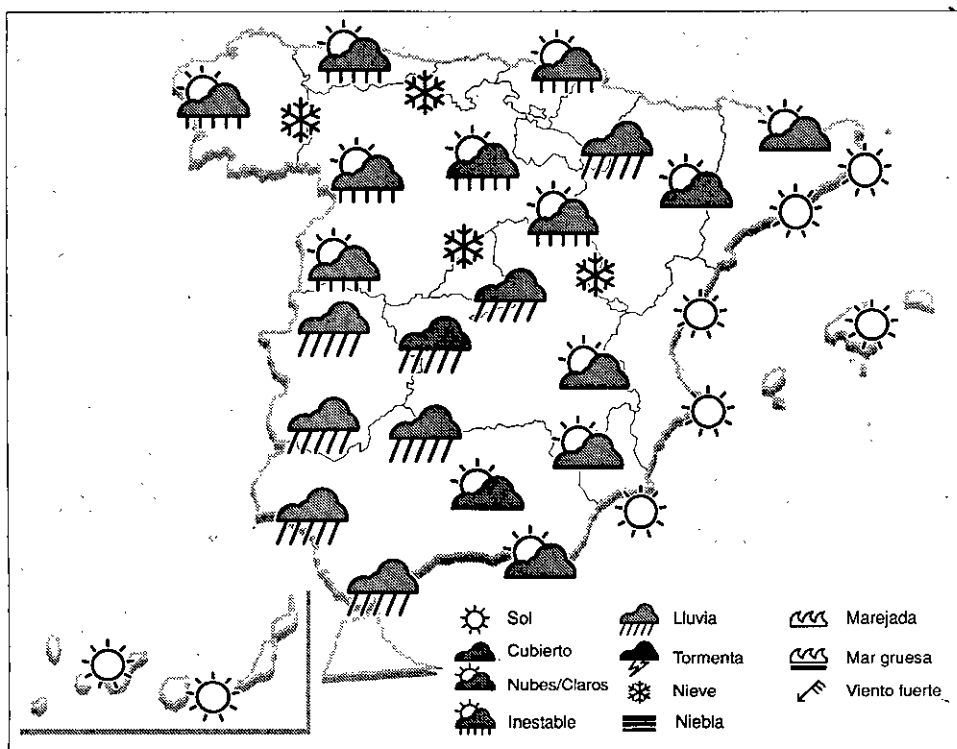 Sol
Cubierto
Nubes/Claros
Inestable
Lluvia
Tormenta
Nieve
Niebla
Marejada
Mar gruesa
Viento fuerte